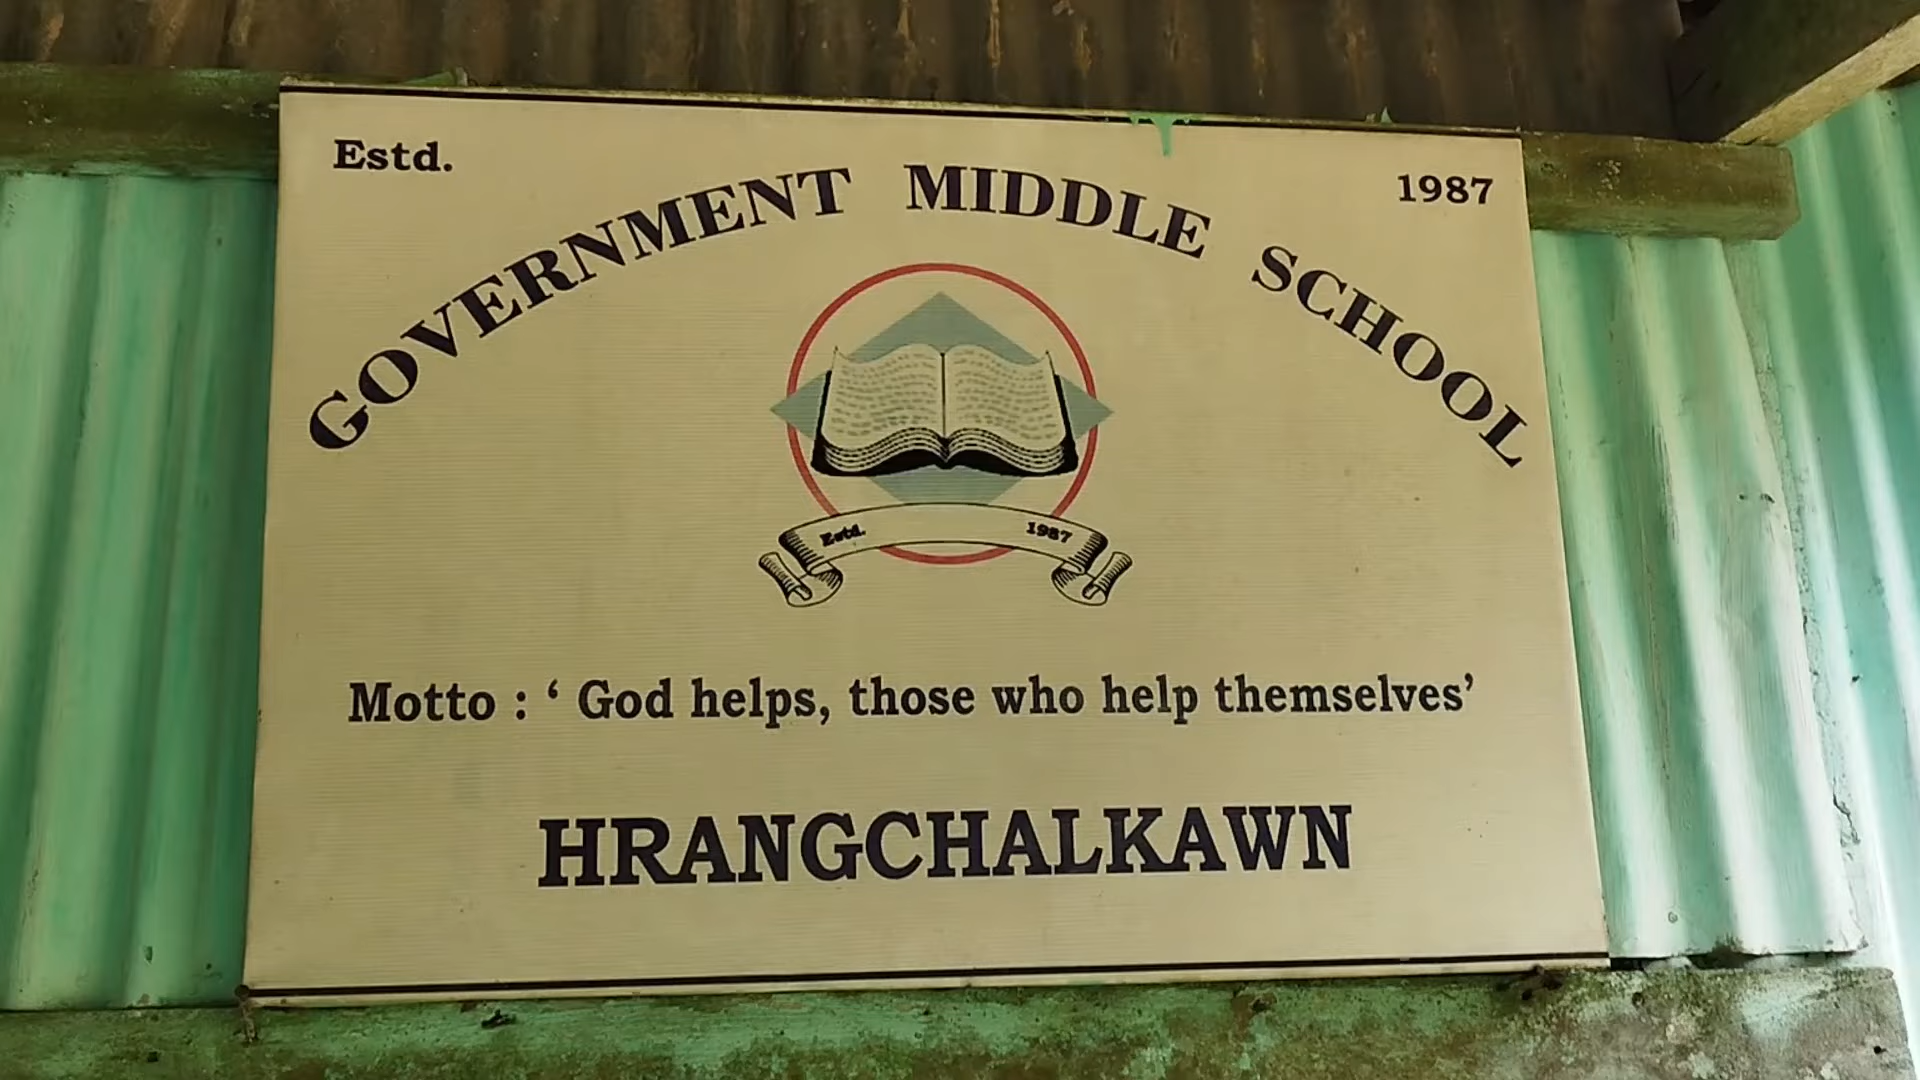 Estd. 1987
GOVERNMENT MIDDLE SCHOOL
Estd. 1987
Motto : ‘ God helps, those who help themselves’
HRANGCHALKAWN